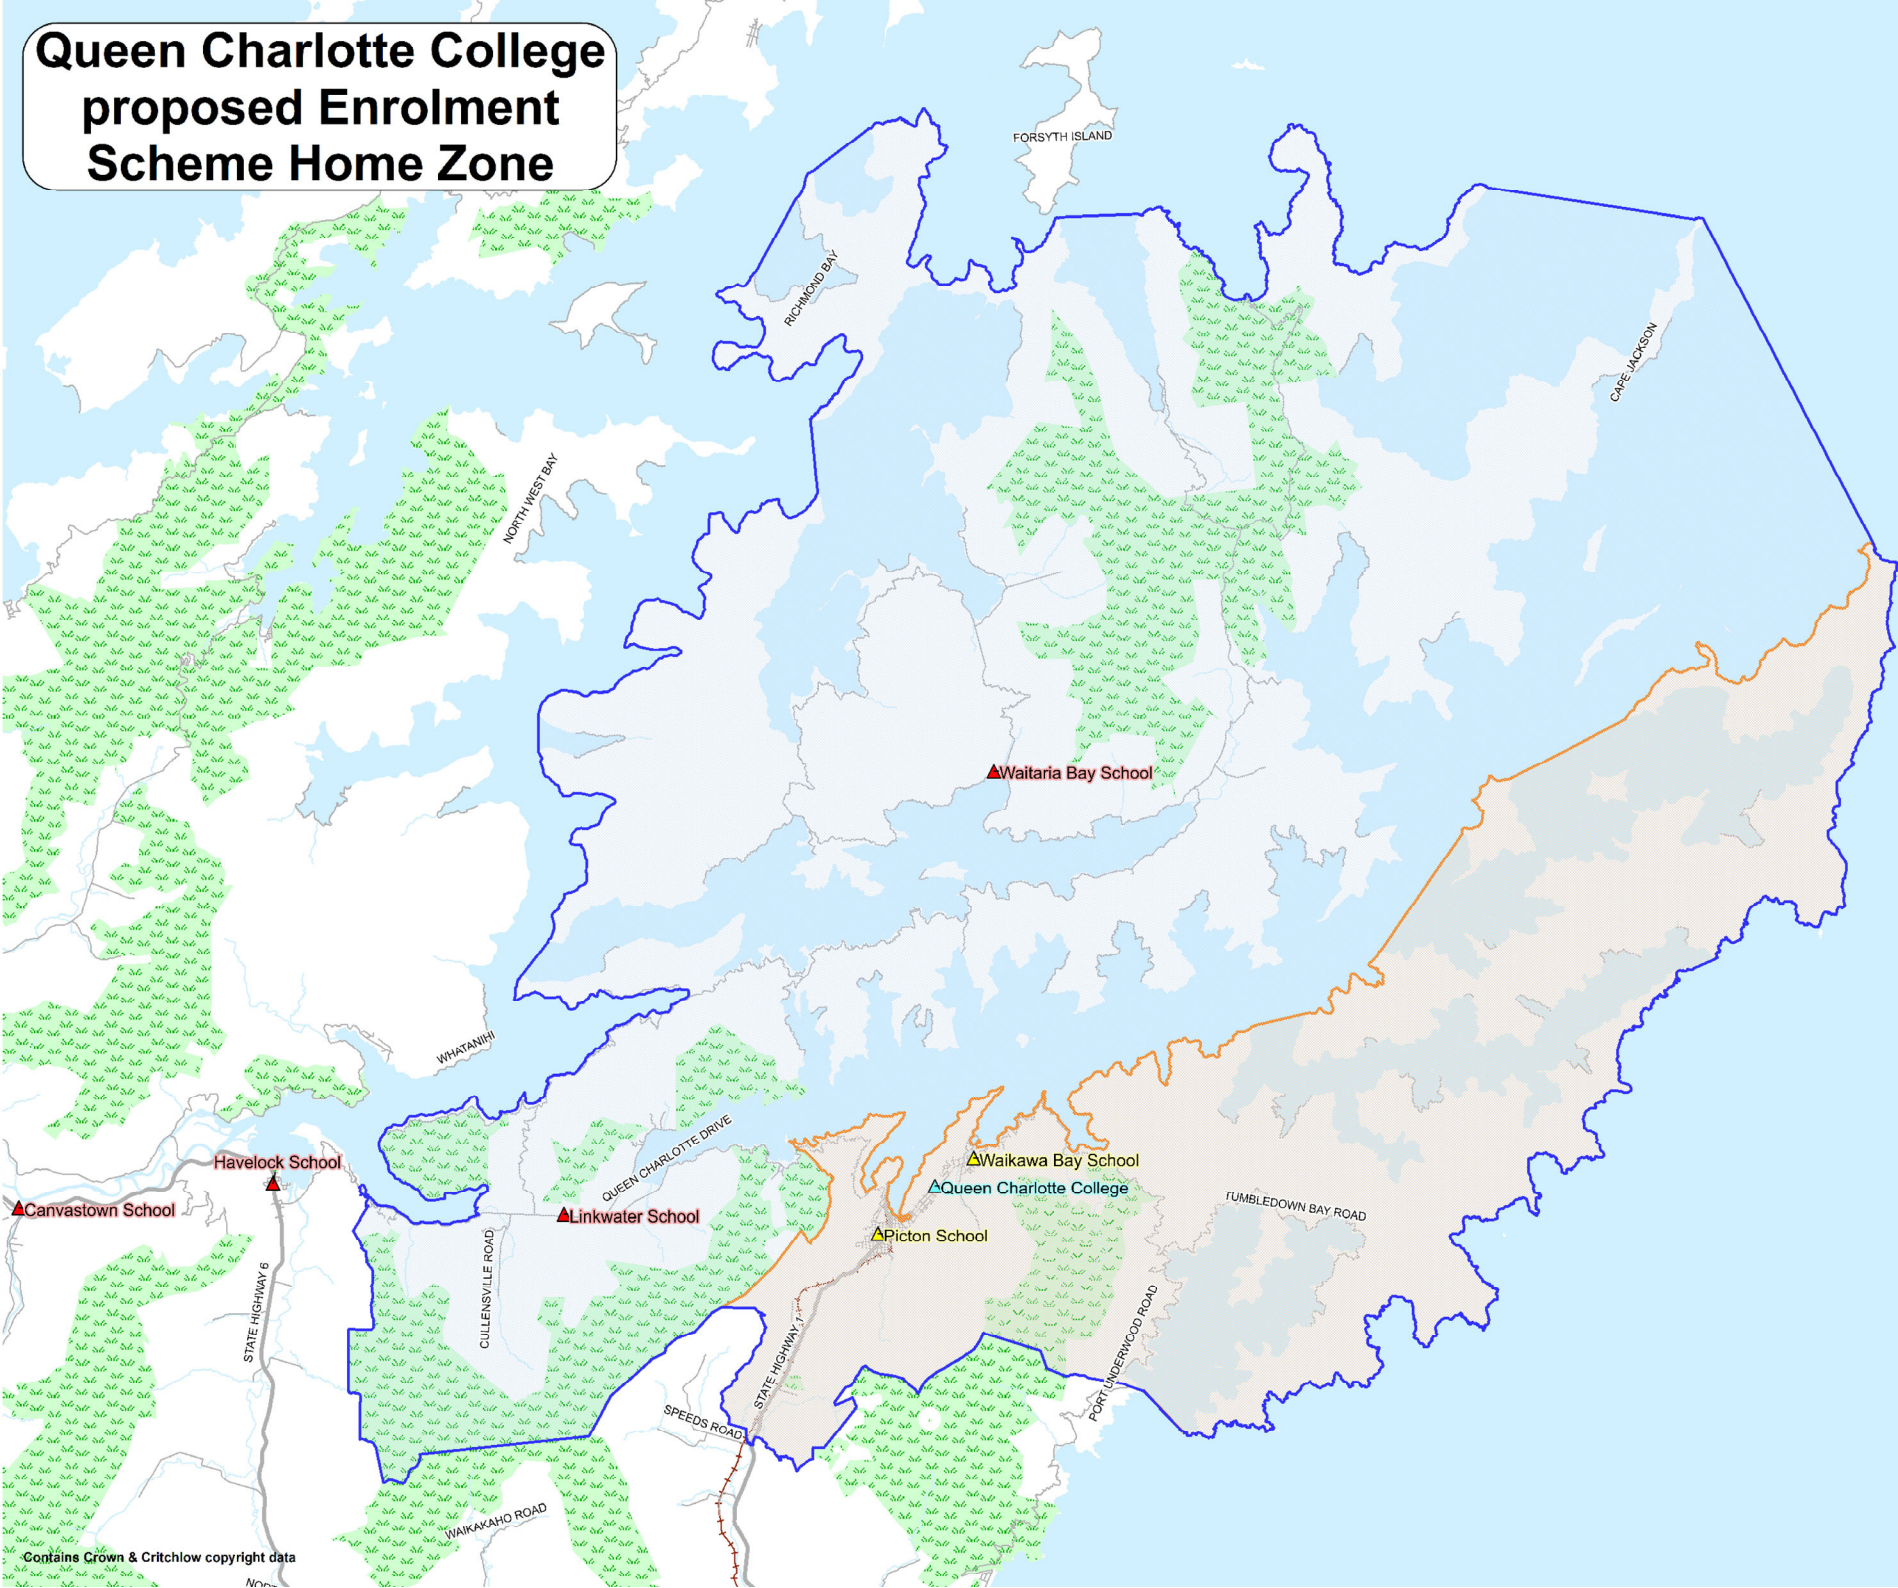 Queen Charlotte College
proposed Enrolment
Scheme Home Zone
FORSYTH ISLAND
RICHMOND BAY
CAPE JACKSON
NORTH WEST BAY
Waitaria Bay School
WHATANIHI
QUEEN CHARLOTTE DRIVE
Havelock School
Waikawa Bay School
Queen Charlotte College
Canvastown School
Linkwater School
TUMBLEDOWN BAY ROAD
Picton School
CULLENSVILLE ROAD
STATE HIGHWAY 6
STATE HIGHWAY 1
PORT UNDERWOOD ROAD
SPEEDS ROAD
WAIKAKAHO ROAD
Contains Crown & Critchlow copyright data